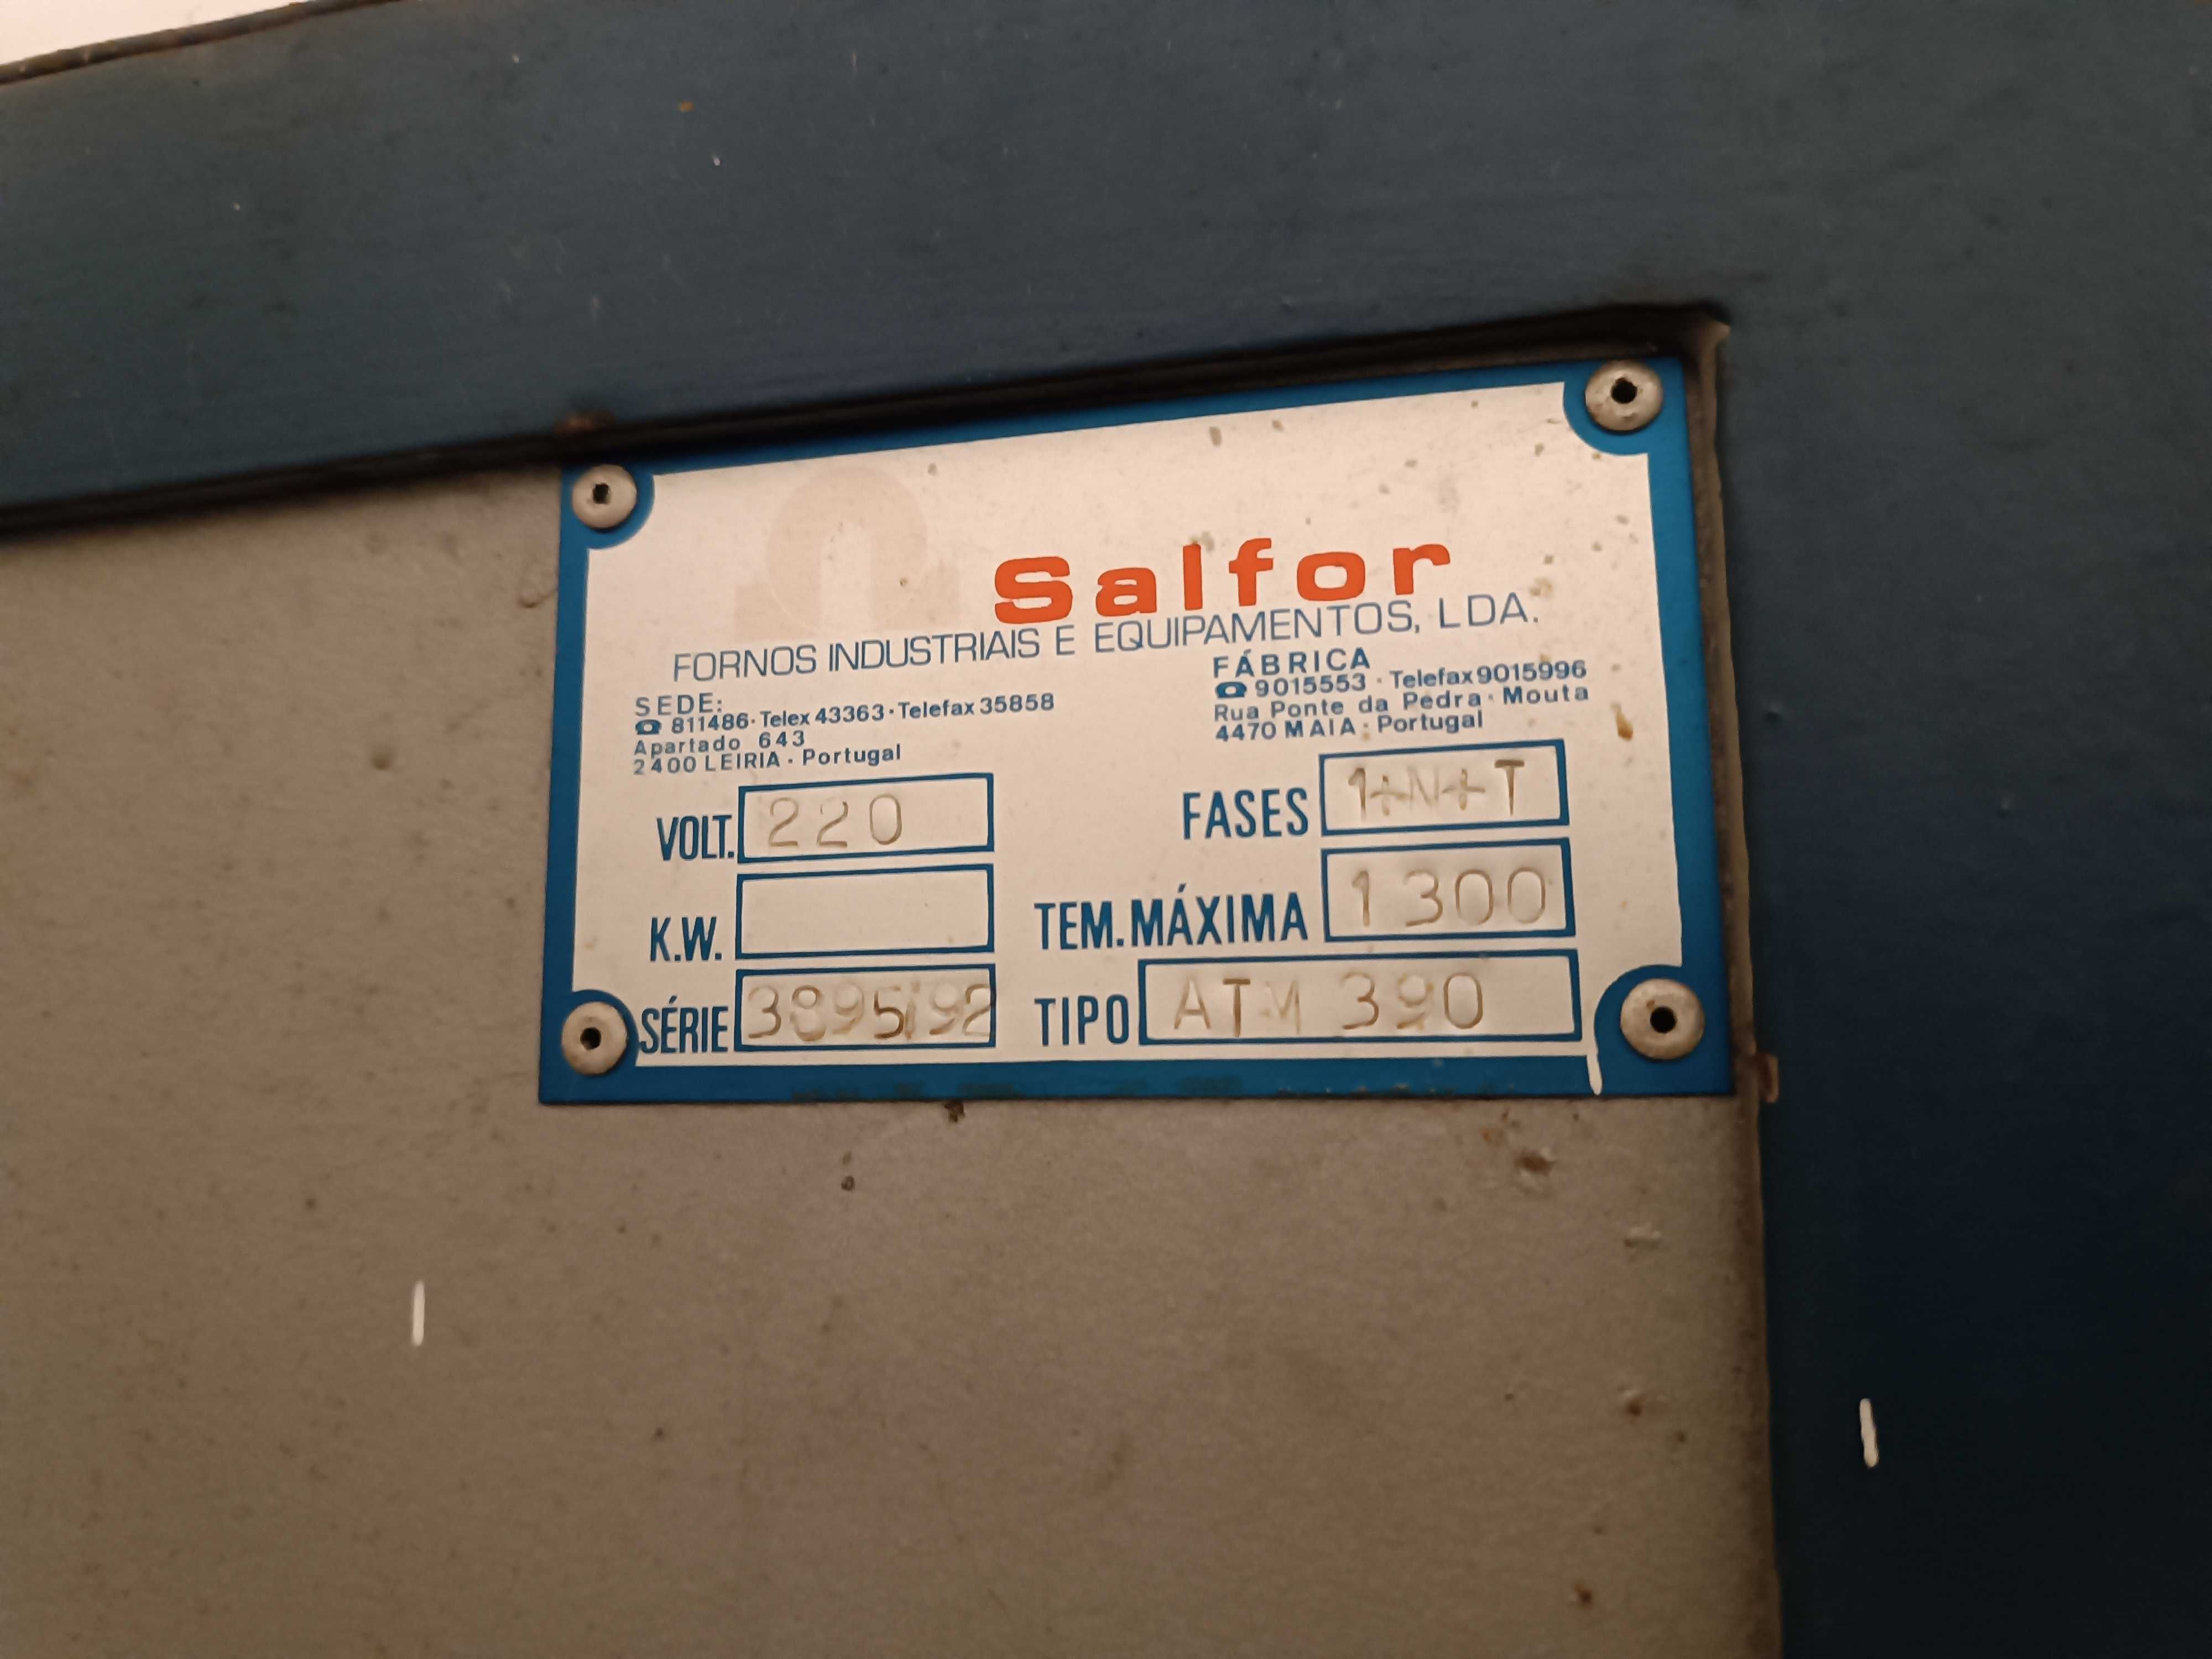 Salfor
FORNOS INDUSTRIAIS E EQUIPAMENTOS, LDA.
SEDE:
☎ 811486 · Telex 43363 · Telefax 35858
Apartado 643
2400 LEIRIA · Portugal
FÁBRICA
☎ 9015553 · Telefax 9015996
Rua Ponte da Pedra · Mouta
4470 MAIA · Portugal
VOLT. 220
K.W.
SÉRIE 3895/92
FASES 1+N+T
TEM. MÁXIMA 1300
TIPO ATM 390